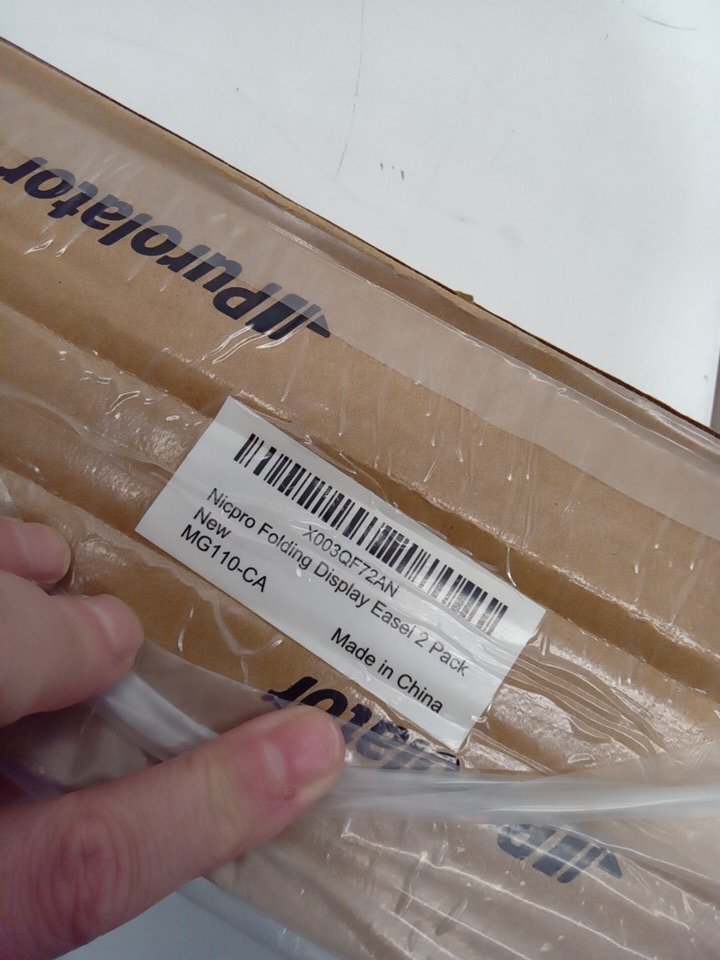 Purolator
X003QF72AN
Nicpro Folding Display Easel 2 Pack
New
MG110-CA
Made in China